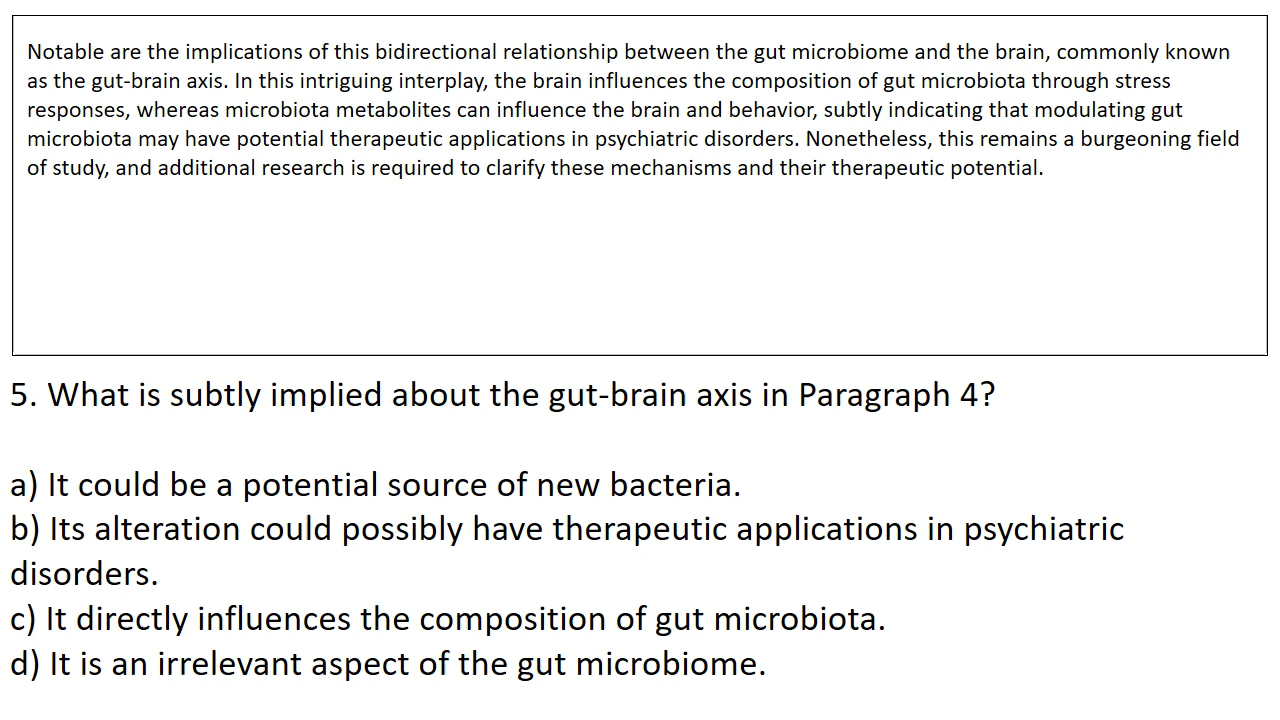 Notable are the implications of this bidirectional relationship between the gut microbiome and the brain, commonly known
as the gut-brain axis. In this intriguing interplay, the brain influences the composition of gut microbiota through stress
responses, whereas microbiota metabolites can influence the brain and behavior, subtly indicating that modulating gut
microbiota may have potential therapeutic applications in psychiatric disorders. Nonetheless, this remains a burgeoning field
of study, and additional research is required to clarify these mechanisms and their therapeutic potential.
5. What is subtly implied about the gut-brain axis in Paragraph 4?
a) It could be a potential source of new bacteria.
b) Its alteration could possibly have therapeutic applications in psychiatric
disorders.
c) It directly influences the composition of gut microbiota.
d) It is an irrelevant aspect of the gut microbiome.